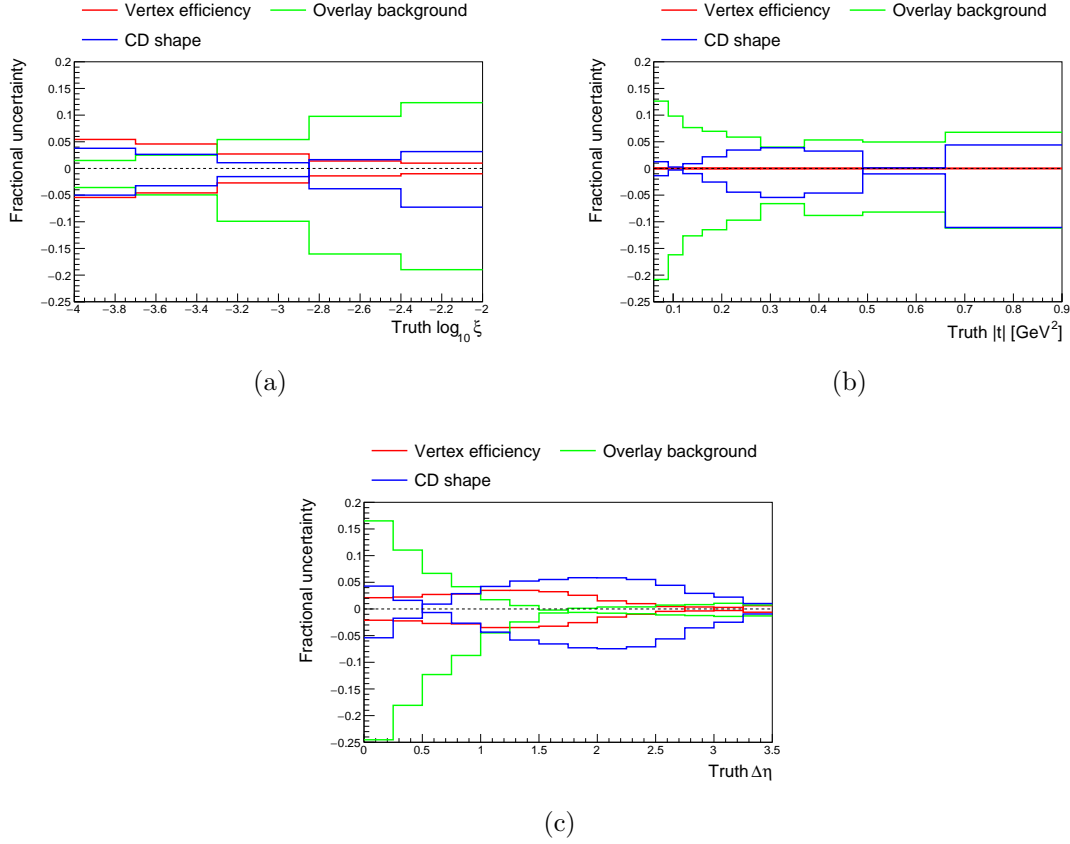 Vertex efficiency Overlay background
CD shape
Fractional uncertainty
0.2
0.15
0.1
0.05
0
−0.05
−0.1
−0.15
−0.2
−0.25
−4 −3.8 −3.6 −3.4 −3.2 −3 −2.8 −2.6 −2.4 −2.2 −2
Truth log10 ξ
(a)
Vertex efficiency Overlay background
CD shape
Fractional uncertainty
0.2
0.15
0.1
0.05
0
−0.05
−0.1
−0.15
−0.2
−0.25
0.1 0.2 0.3 0.4 0.5 0.6 0.7 0.8 0.9
Truth |t| [GeV2]
(b)
Vertex efficiency Overlay background
CD shape
Fractional uncertainty
0.2
0.15
0.1
0.05
0
−0.05
−0.1
−0.15
−0.2
−0.25
0 0.5 1 1.5 2 2.5 3 3.5
Truth Δη
(c)